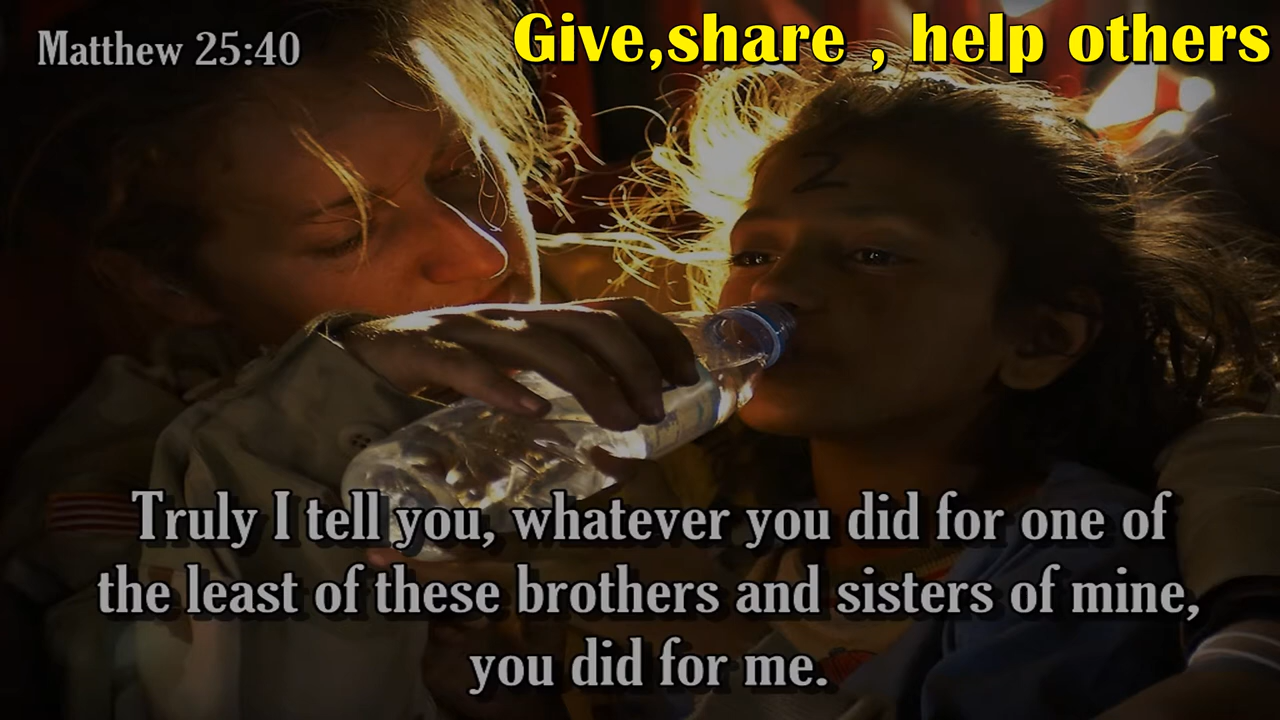 Matthew 25:40
Give,share , help others
Truly I tell you, whatever you did for one of
the least of these brothers and sisters of mine,
you did for me.